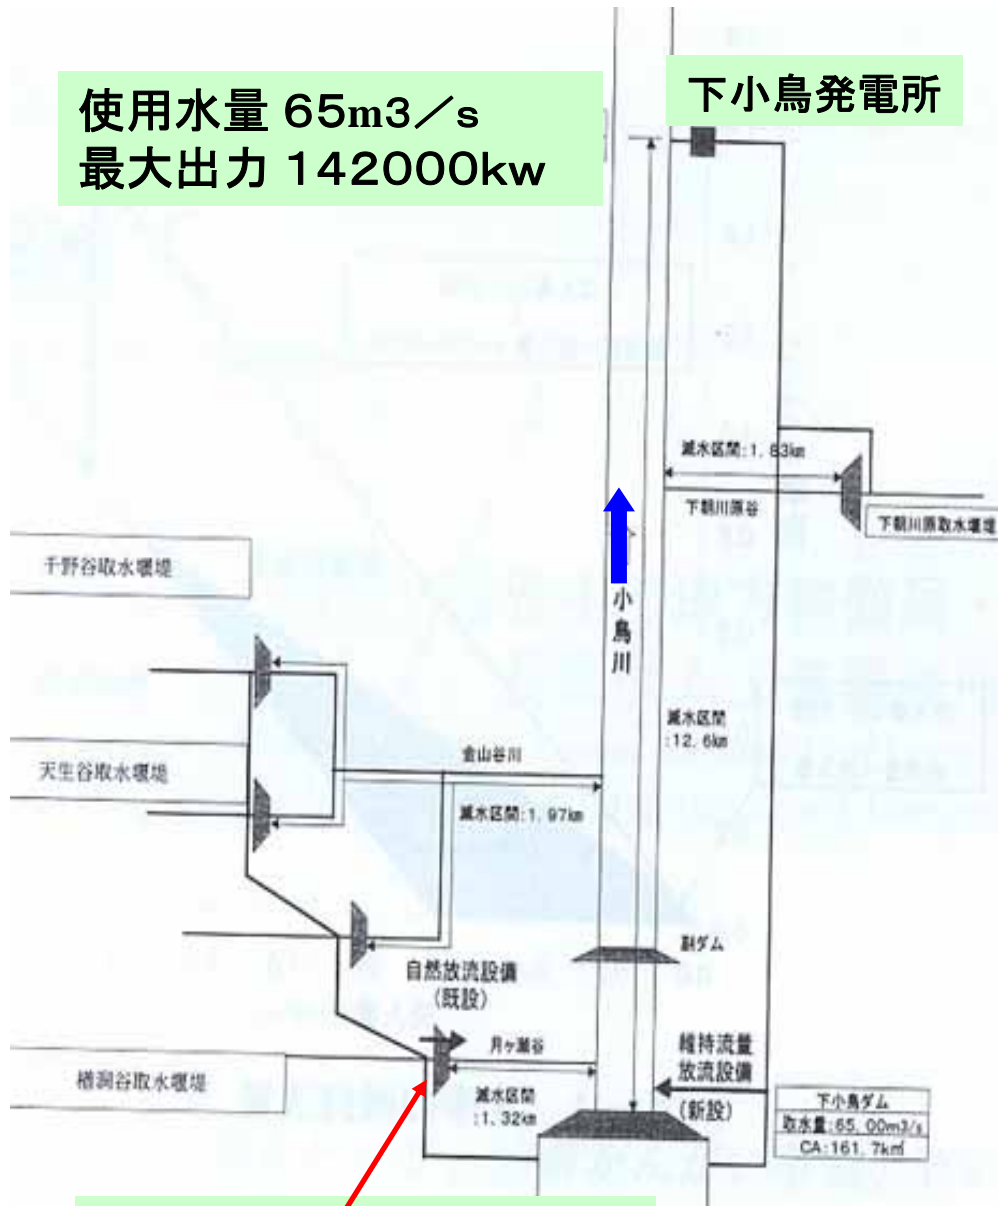 使用水量 65m3／s
最大出力 142000kw
下小鳥発電所
減水区間:1.83㎞
下朝川原谷
下朝川原取水堰堤
千野谷取水堰堤
小鳥川
減水区間
:12.6㎞
天生谷取水堰堤
金山谷川
減水区間:1.97㎞
副ダム
自然放流設備
(既設)
月ヶ瀬谷
維持流量
放流設備
(新設)
楢洞谷取水堰堤
減水区間
:1.32㎞
下小鳥ダム
取水量:65.00m3/s
CA:161.7k㎡